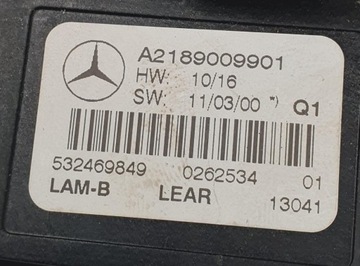 A2189009901
HW: 10/16
SW: 11/03/00 *) Q1
532469849 0262534 01
LAM-B LEAR 13041